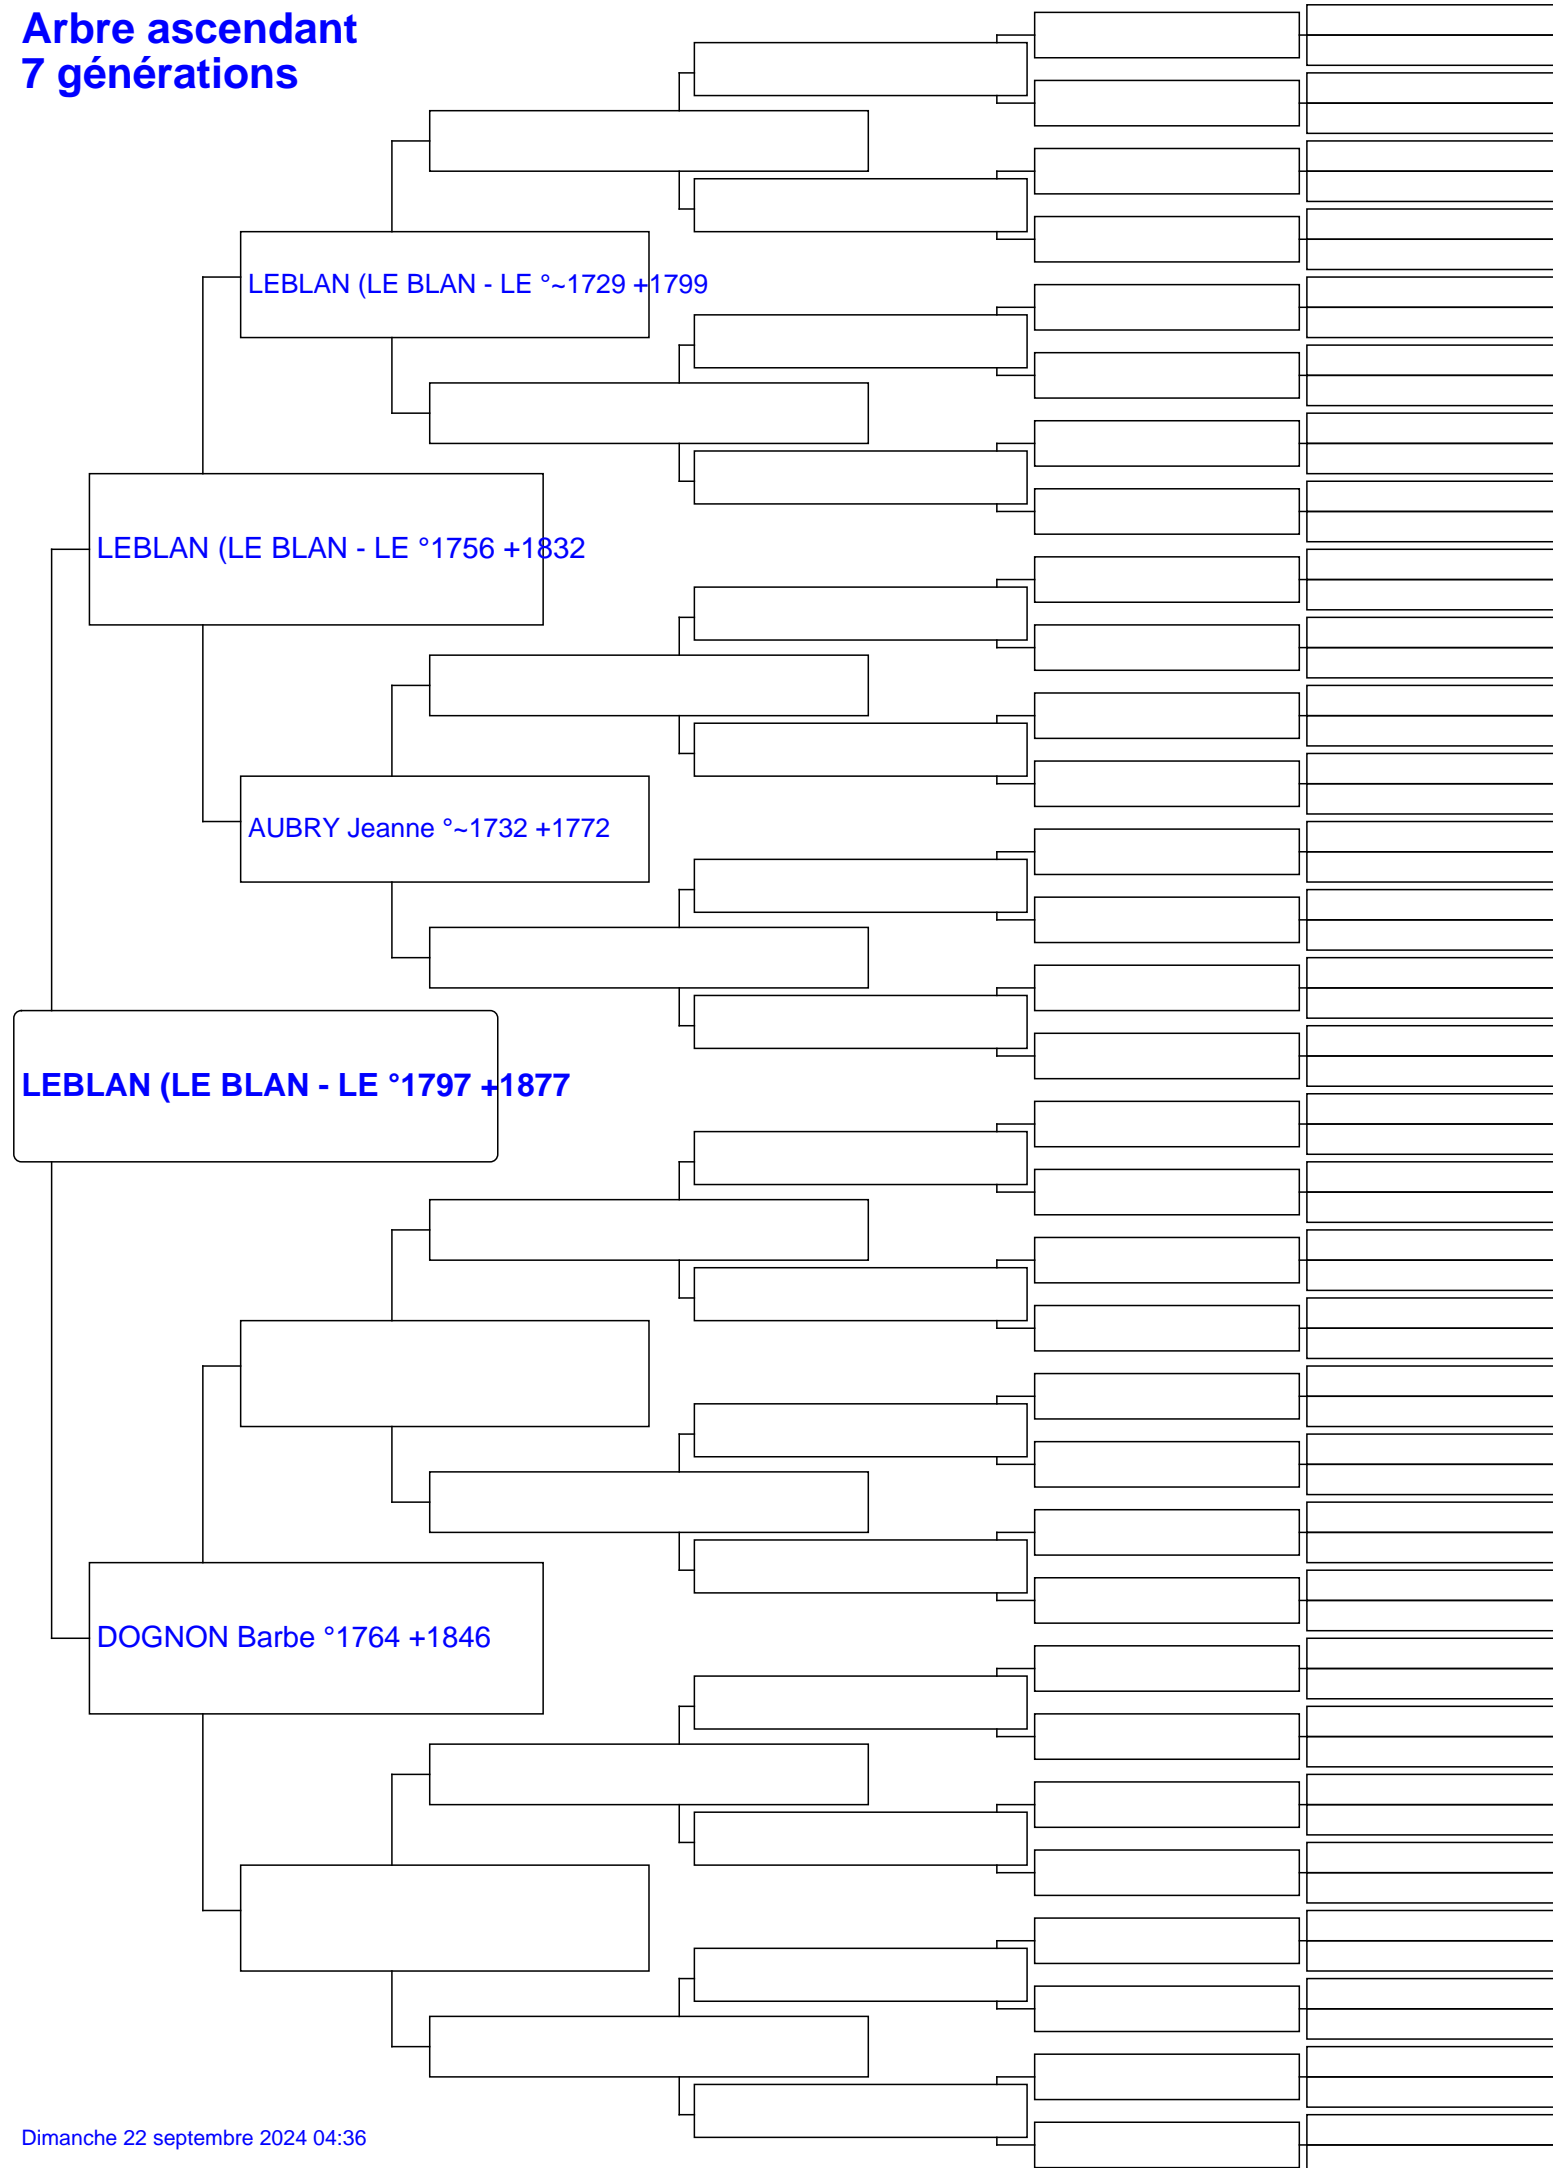 Arbre ascendant
7 générations
LEBLAN (LE BLAN - LE °~1729 +1799
LEBLAN (LE BLAN - LE °1756 +1832
AUBRY Jeanne °~1732 +1772
LEBLAN (LE BLAN - LE °1797 +1877
DOGNON Barbe °1764 +1846
Dimanche 22 septembre 2024 04:36